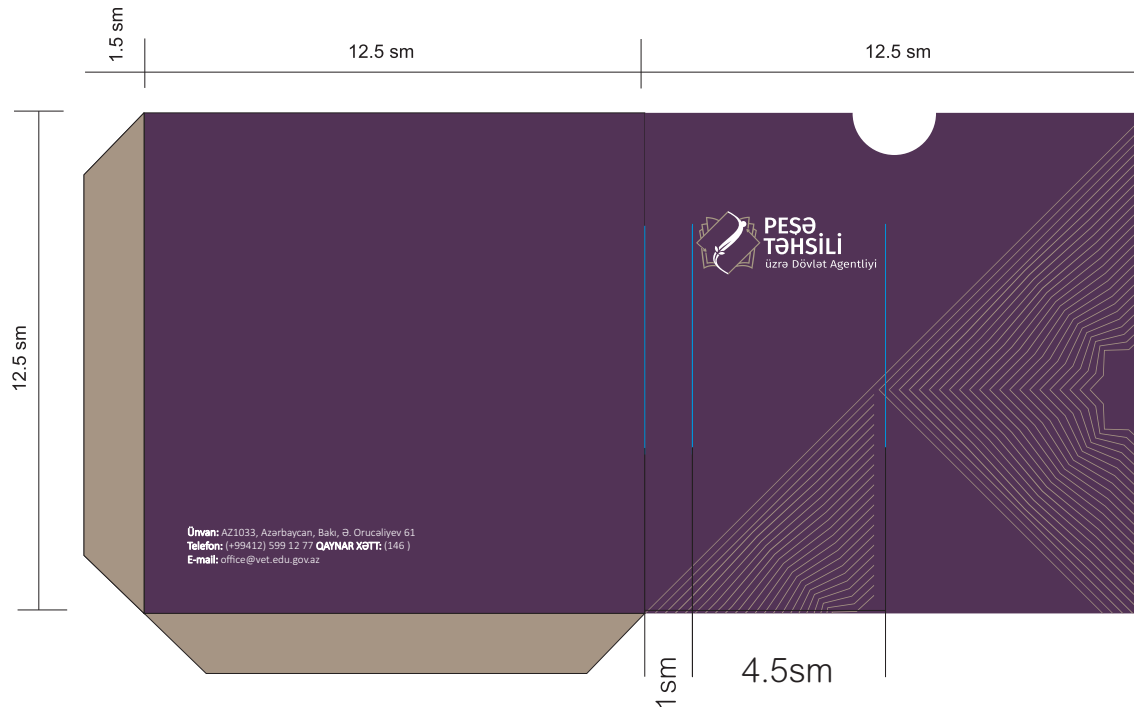 1.5 sm
12.5 sm
12.5 sm
12.5 sm
PEŞƏ
TƏHSİLİ
üzrə Dövlət Agentliyi
Ünvan: AZ1033, Azərbaycan, Bakı, Ə. Orucəliyev 61
Telefon: (+99412) 599 12 77 QAYNAR XƏTT: (146 )
E-mail: office@vet.edu.gov.az
1sm
4.5sm